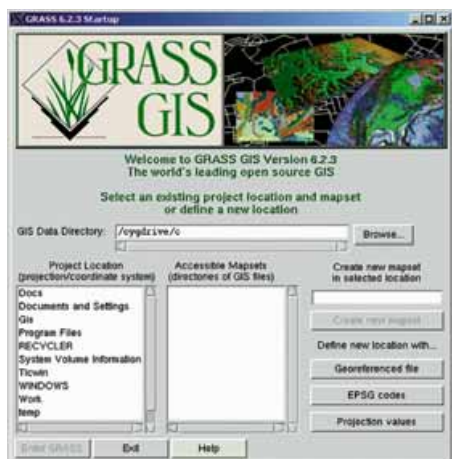 GRASS 6.2.3 Startup
GRASS
GIS
Welcome to GRASS GIS Version 6.2.3
The world's leading open source GIS
Select an existing project location and mapset
or define a new location
GIS Data Directory:
/cygdrive/c
Browse...
Project Location
(projection/coordinate system)
Docs
Documents and Settings
Gis
Program Files
RECYCLER
System Volume Information
Ticwin
WINDOWS
Work
temp
Accessible Mapsets
(directories of GIS files)
Create new mapset
in selected location
Create new mapset
Define new location with...
Georeferenced file
EPSG codes
Projection values
Enter GRASS
Exit
Help